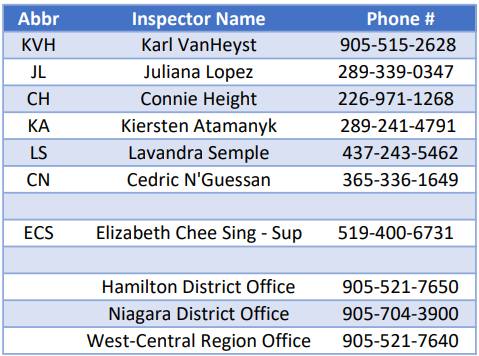 Abbr Inspector Name Phone #
KVH Karl VanHeyst 905-515-2628
JL Juliana Lopez 289-339-0347
CH Connie Height 226-971-1268
KA Kiersten Atamanyk 289-241-4791
LS Lavandra Semple 437-243-5462
CN Cedric N'Guessan 365-336-1649
ECS Elizabeth Chee Sing - Sup 519-400-6731
Hamilton District Office 905-521-7650
Niagara District Office 905-704-3900
West-Central Region Office 905-521-7640